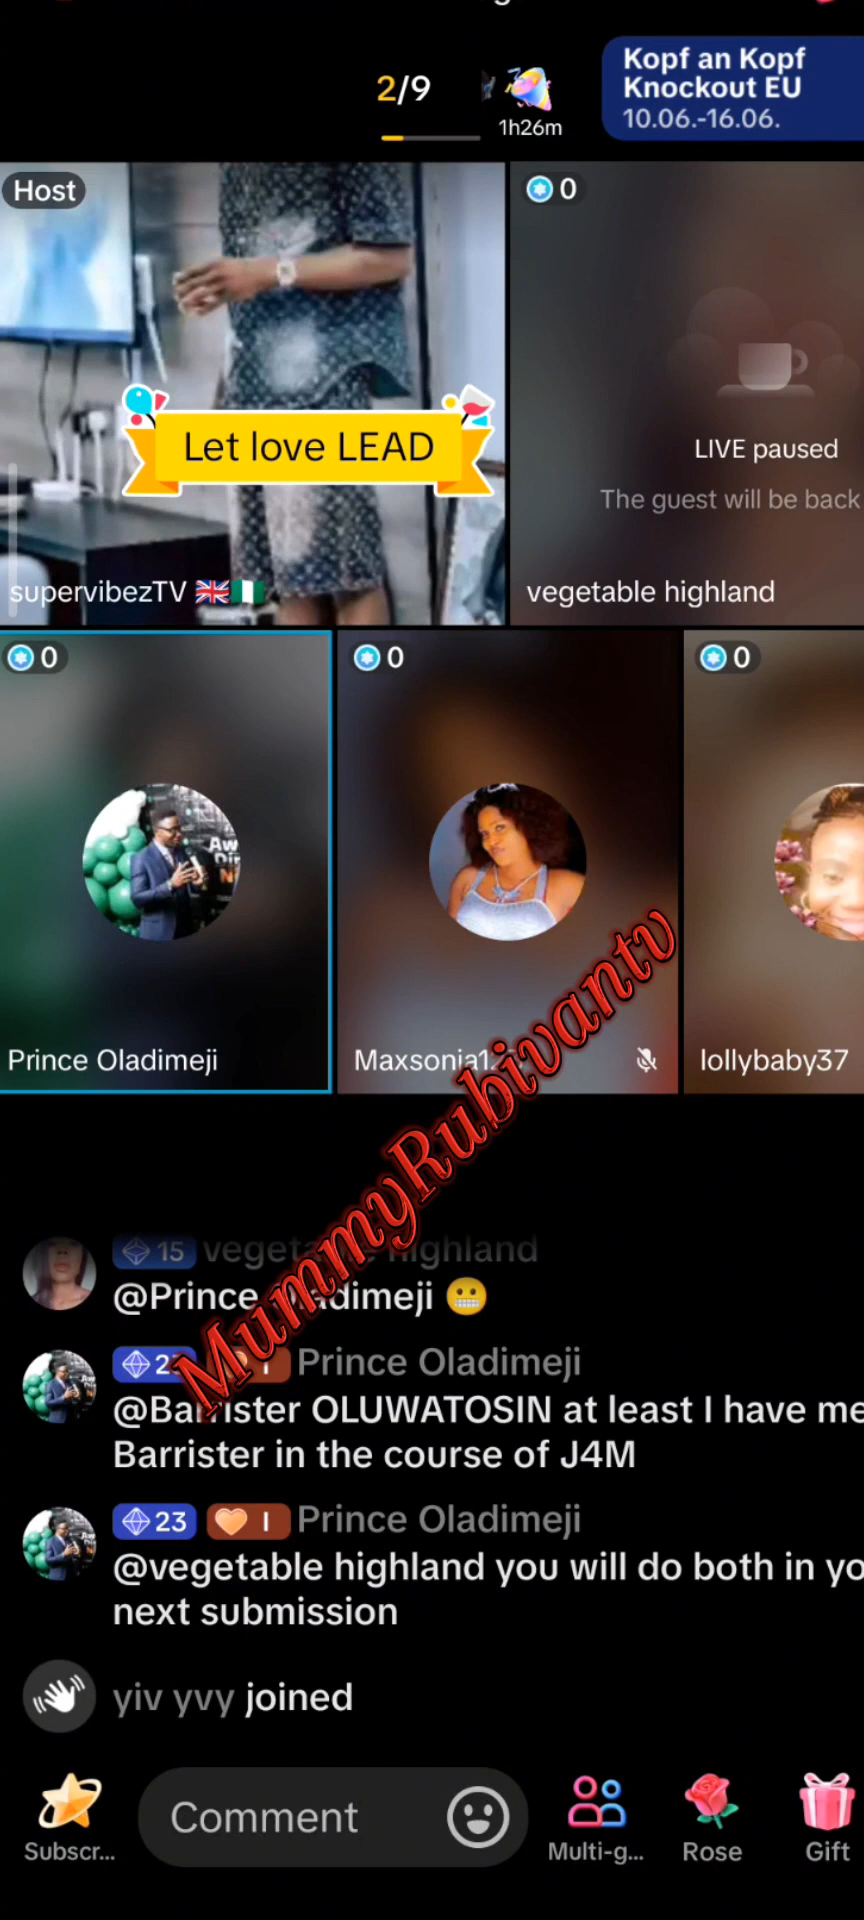 2/9
1h26m
Kopf an Kopf
Knockout EU
10.06.-16.06.
Host
0
Let love LEAD
LIVE paused
The guest will be back
supervibezTV 🇬🇧🇳🇬
vegetable highland
0
0
0
Prince Oladimeji
lollybaby37
MummyRubivantv
15
@Prince Oladimeji 😬
Prince Oladimeji
@Barrister OLUWATOSIN at least I have
Barrister in the course of J4M
23 🧡 I Prince Oladimeji
@vegetable highland you will do both in
next submission
yiv yvy joined
Subscr...
Comment
Multi-g...
Rose
Gift